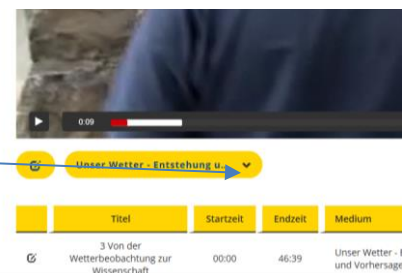 0:09
Unser Wetter - Entstehung u...
Titel Startzeit Endzeit Medium
3 Von der
Wetterbeobachtung zur
Wissenschaft
00:00 46:39
Unser Wetter -
und Vorhersage